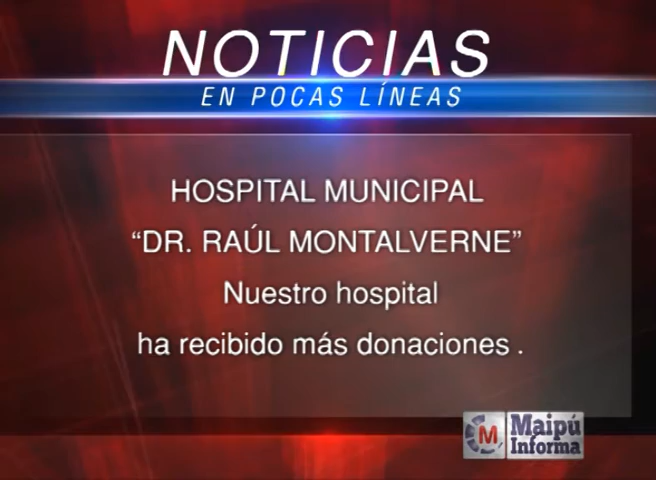 NOTICIAS
EN POCAS LÍNEAS
HOSPITAL MUNICIPAL
“DR. RAÚL MONTALVERNE”
Nuestro hospital
ha recibido más donaciones .
M
Maipú
Informa